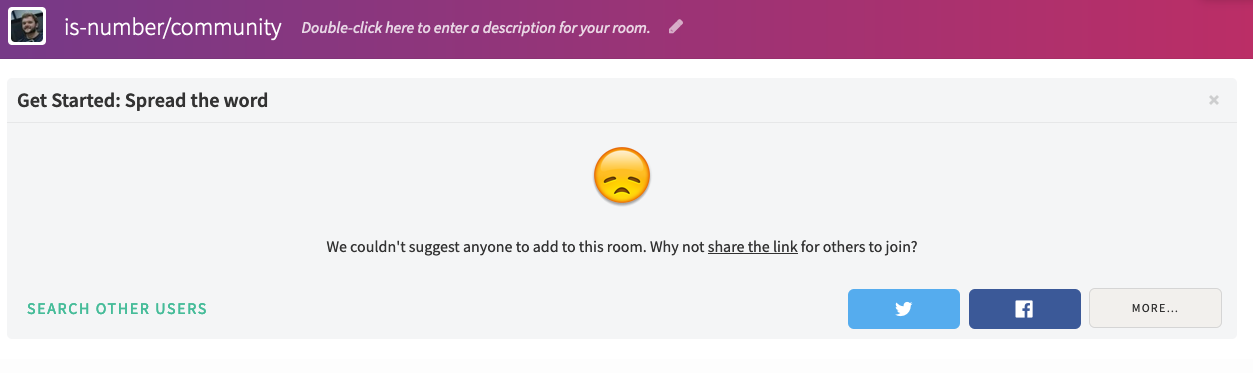 is-number/community Double-click here to enter a description for your room.
Get Started: Spread the word ×
We couldn't suggest anyone to add to this room. Why not share the link for others to join?
SEARCH OTHER USERS MORE...